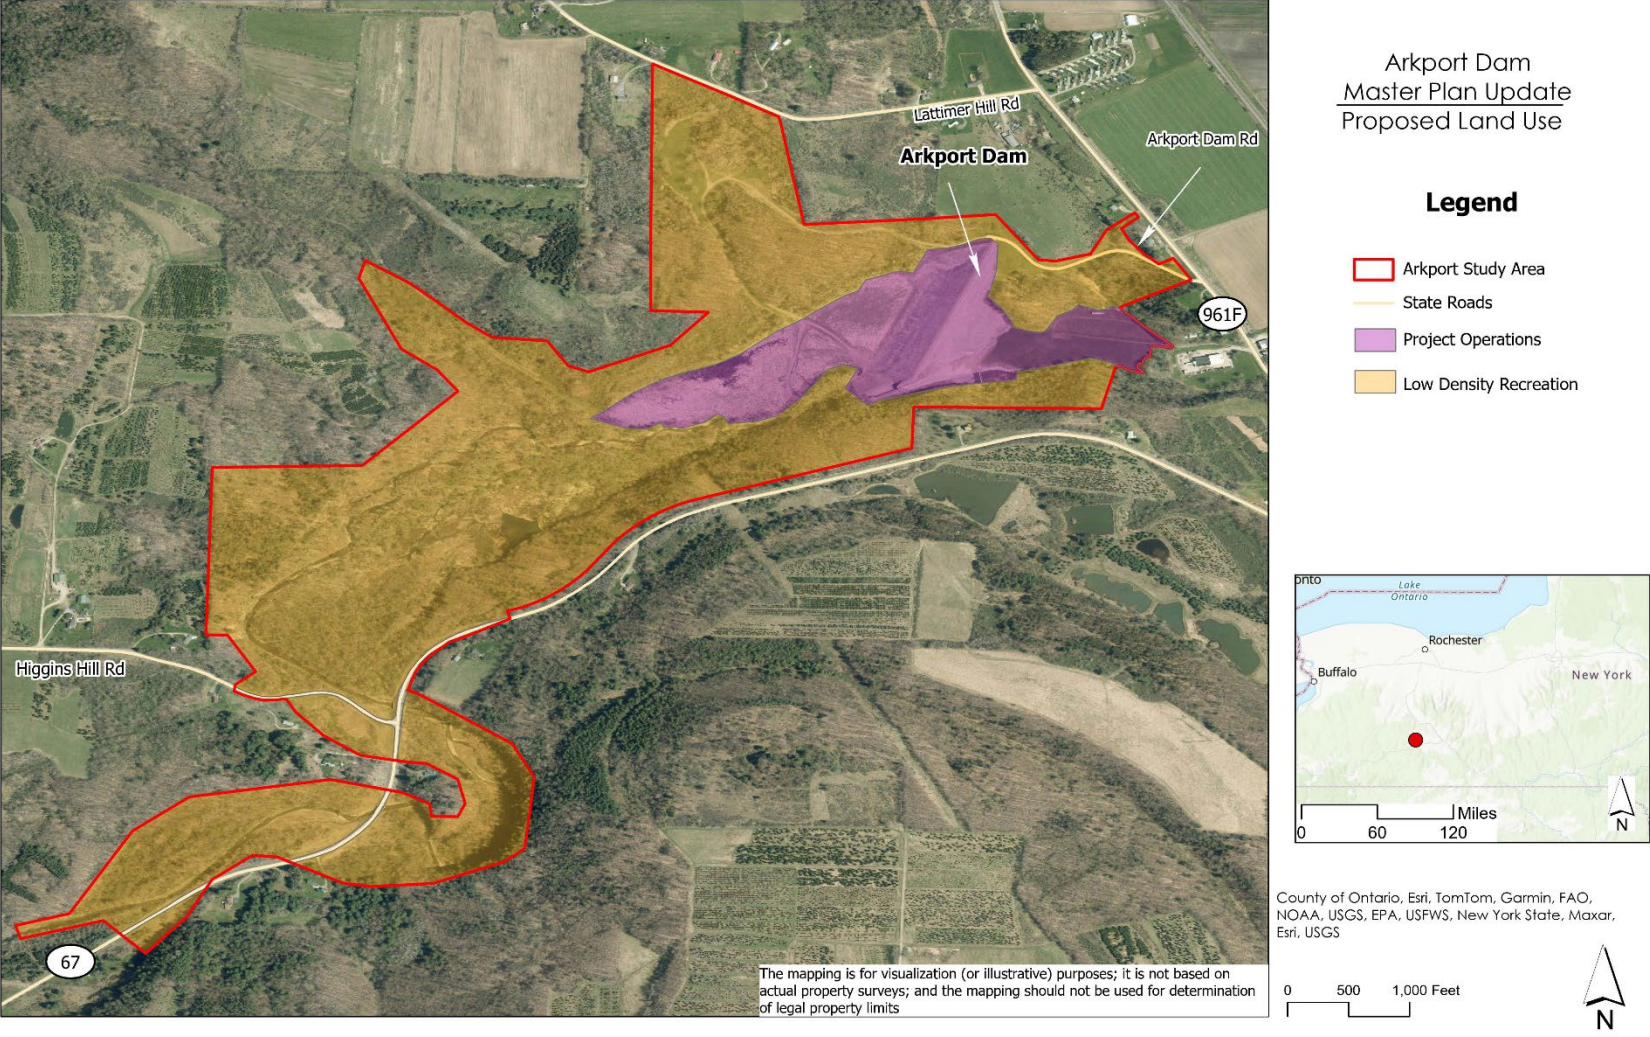 Arkport Dam
Master Plan Update
Proposed Land Use
Legend
Arkport Study Area
State Roads
Project Operations
Low Density Recreation
Lattimer Hill Rd
Arkport Dam
Arkport Dam Rd
961F
Higgins Hill Rd
67
The mapping is for visualization (or illustrative) purposes; it is not based on
actual property surveys; and the mapping should not be used for determination
of legal property limits
onto
Lake
Ontario
Rochester
Buffalo
New York
Miles
0 60 120
N
County of Ontario, Esri, TomTom, Garmin, FAO,
NOAA, USGS, EPA, USFWS, New York State, Maxar,
Esri, USGS
0 500 1,000 Feet
N